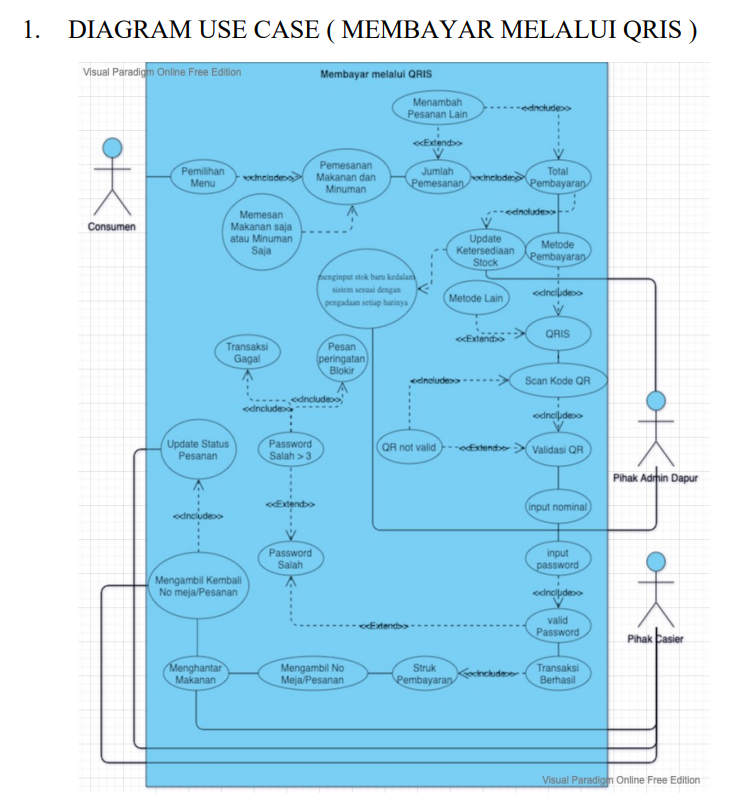 1. DIAGRAM USE CASE ( MEMBAYAR MELALUI QRIS )
Visual Paradigm Online Free Edition
Membayar melalui QRIS
Menambah
Pesanan Lain
<<Include>>
<<Extend>>
Pemilihan
Menu
<<Include>>
Pemesanan
Makanan dan
Minuman
Jumlah
Pemesanan
<<Include>>
Total
Pembayaran
Consumen
Memesan
Makanan saja
atau Minuman
Saja
<<Include>>
Update
Ketersediaan
Stock
Metode
Pembayaran
menginput stok baru kedalam
sistem sesuai dengan
pengadaan setiap harinya
Metode Lain
<<Include>>
<<Extend>>
QRIS
Transaksi
Gagal
Pesan
peringatan
Blokir
<<Include>>
Scan Kode QR
<<Include>>
<<Include>>
<<Include>>
Update Status
Pesanan
Password
Salah > 3
QR not valid
<<Extend>>
Validasi QR
Pihak Admin Dapur
<<Include>>
<<Extend>>
input nominal
Password
Salah
input
password
Mengambil Kembali
No meja/Pesanan
<<Include>>
<<Extend>>
valid
Password
Pihak Casier
Menghantar
Makanan
Mengambil No
Meja/Pesanan
Struk
Pembayaran
<<Include>>
Transaksi
Berhasil
Visual Paradigm Online Free Edition